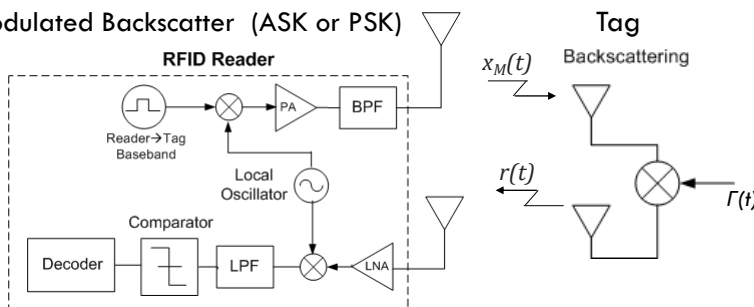 odulated Backscatter (ASK or PSK)
Tag
RFID Reader
Backscattering
x_M(t)
PA
BPF
Reader→Tag
Baseband
Local
Oscillator
r(t)
Γ(t)
Comparator
Decoder
LPF
LNA